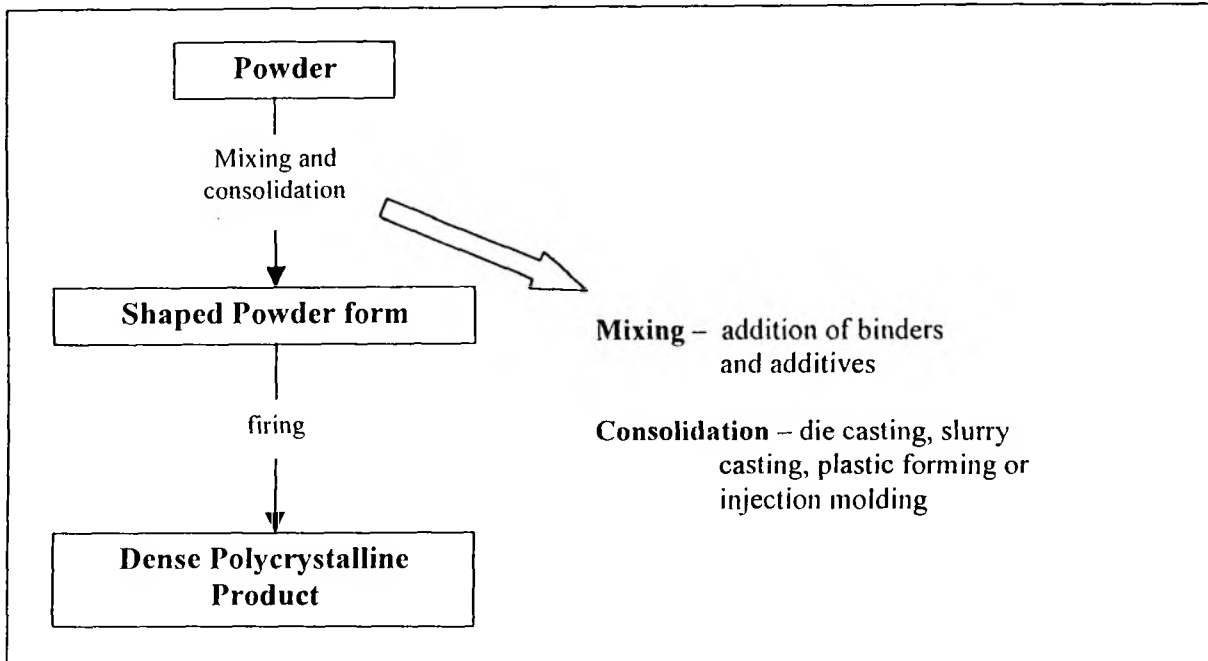 Powder
Mixing and
consolidation
Shaped Powder form
firing
Dense Polycrystalline
Product
Mixing – addition of binders
and additives
Consolidation – die casting, slurry
casting, plastic forming or
injection molding